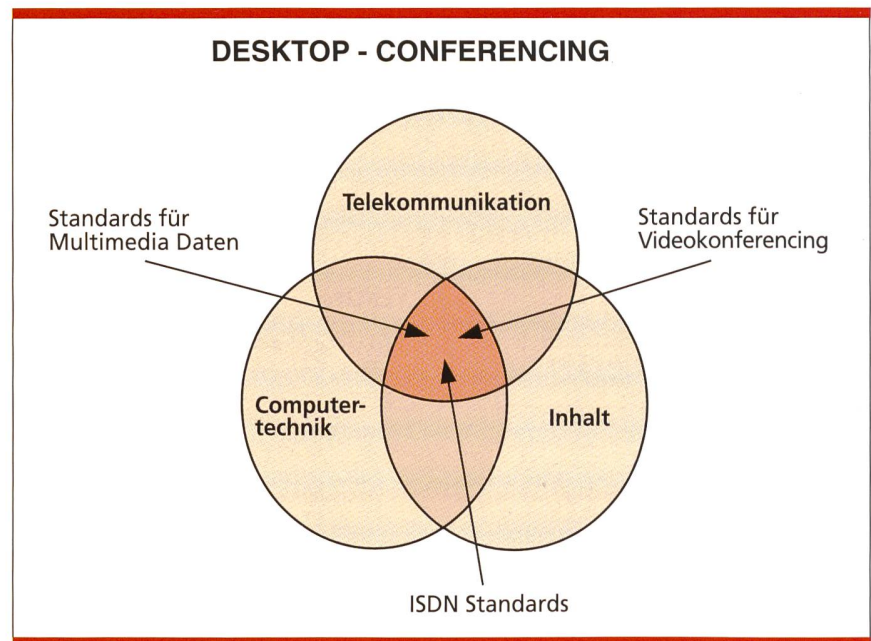 DESKTOP - CONFERENCING
Telekommunikation
Standards für
Multimedia Daten
Standards für
Videokonferencing
Computer-
technik
Inhalt
ISDN Standards